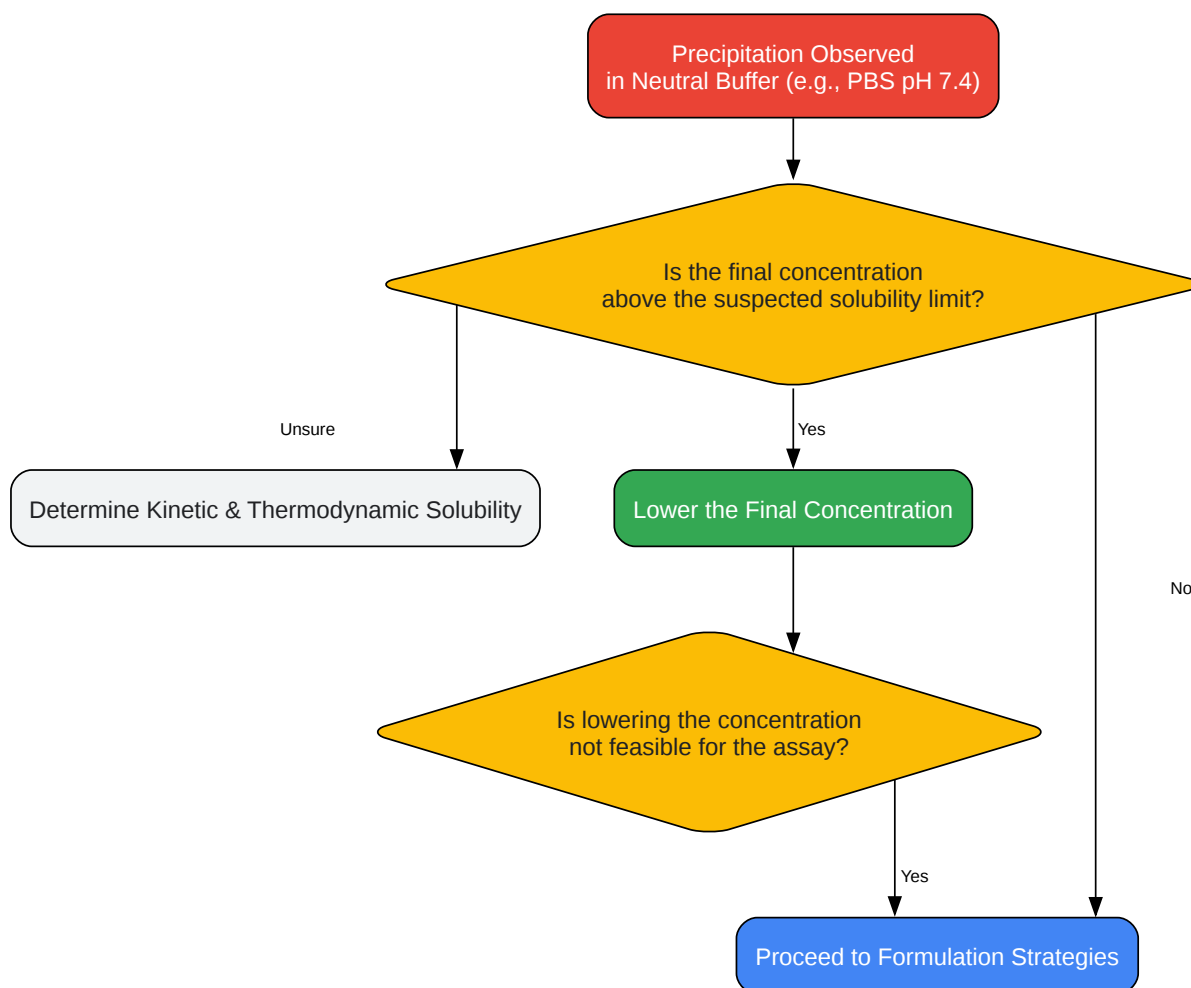 Precipitation Observed
in Neutral Buffer (e.g., PBS pH 7.4)
Is the final concentration
above the suspected solubility limit?
Unsure
Yes
Determine Kinetic & Thermodynamic Solubility
Lower the Final Concentration
No
Is lowering the concentration
not feasible for the assay?
Yes
Proceed to Formulation Strategies